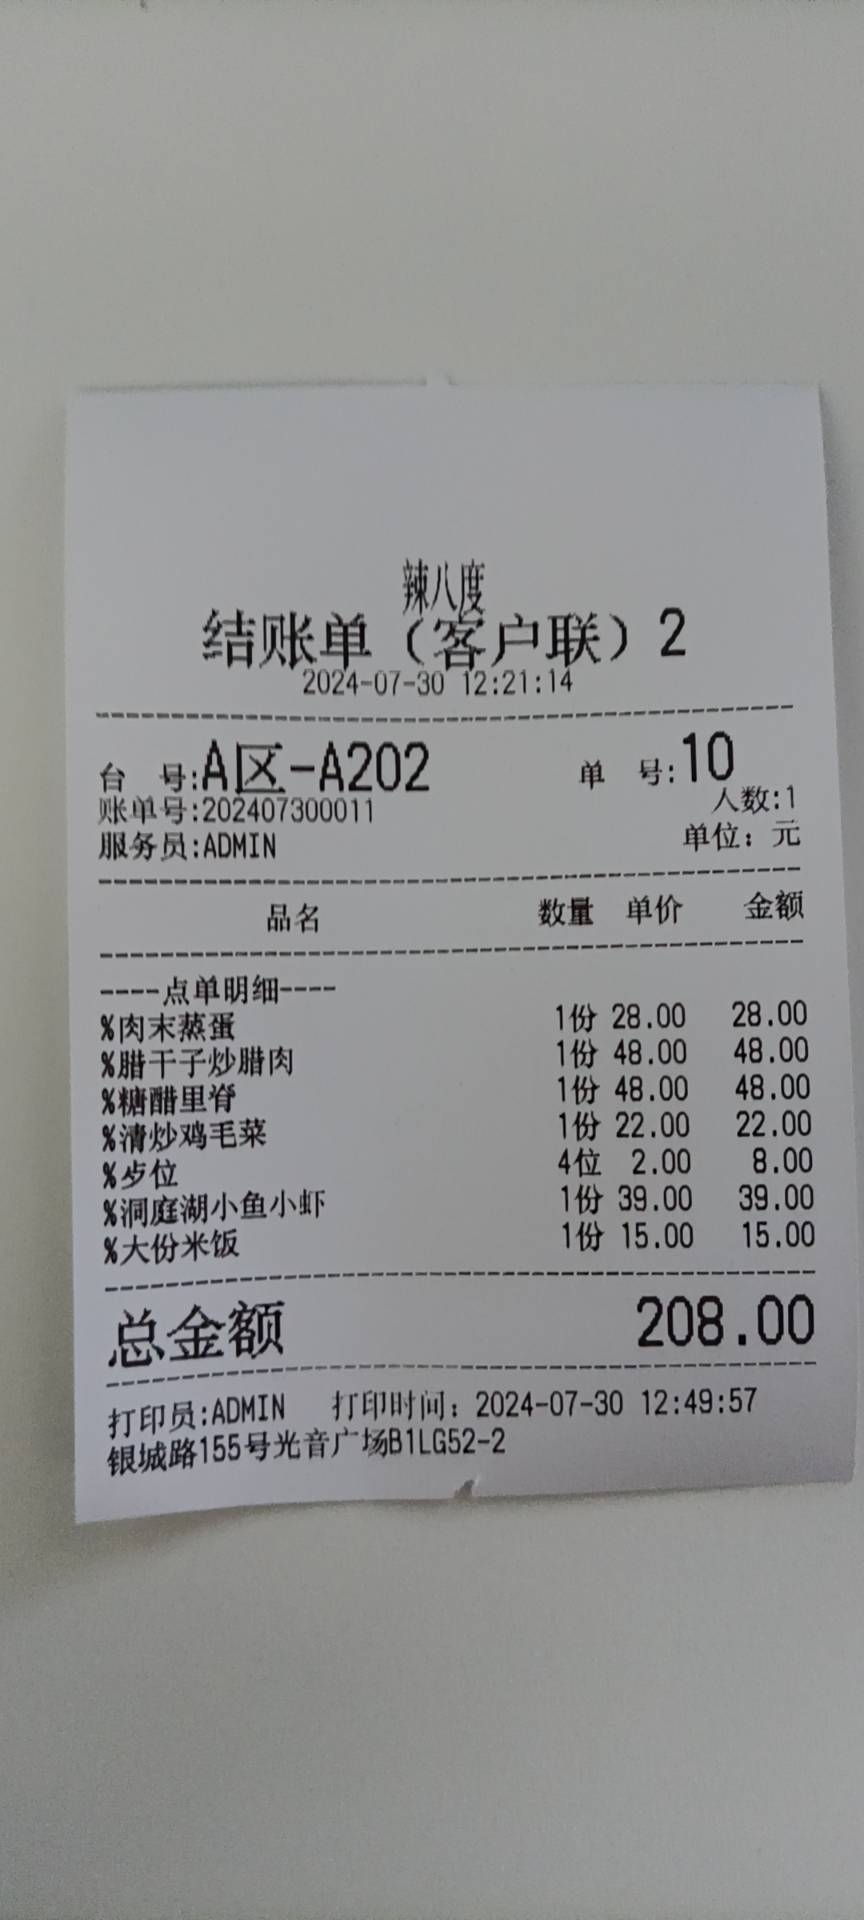 辣八度
结账单（客户联）2
2024-07-30 12:21:14
台 号:A区-A202 单 号:10
账单号:202407300011 人数:1
服务员:ADMIN 单位：元
品名 数量 单价 金额
----点单明细----
%肉末蒸蛋 1份 28.00 28.00
%腊干子炒腊肉 1份 48.00 48.00
%糖醋里脊 1份 48.00 48.00
%清炒鸡毛菜 1份 22.00 22.00
%歺位 4位 2.00 8.00
%洞庭湖小鱼小虾 1份 39.00 39.00
%大份米饭 1份 15.00 15.00
总金额 208.00
打印员:ADMIN 打印时间：2024-07-30 12:49:57
银城路155号光音广场B1LG52-2